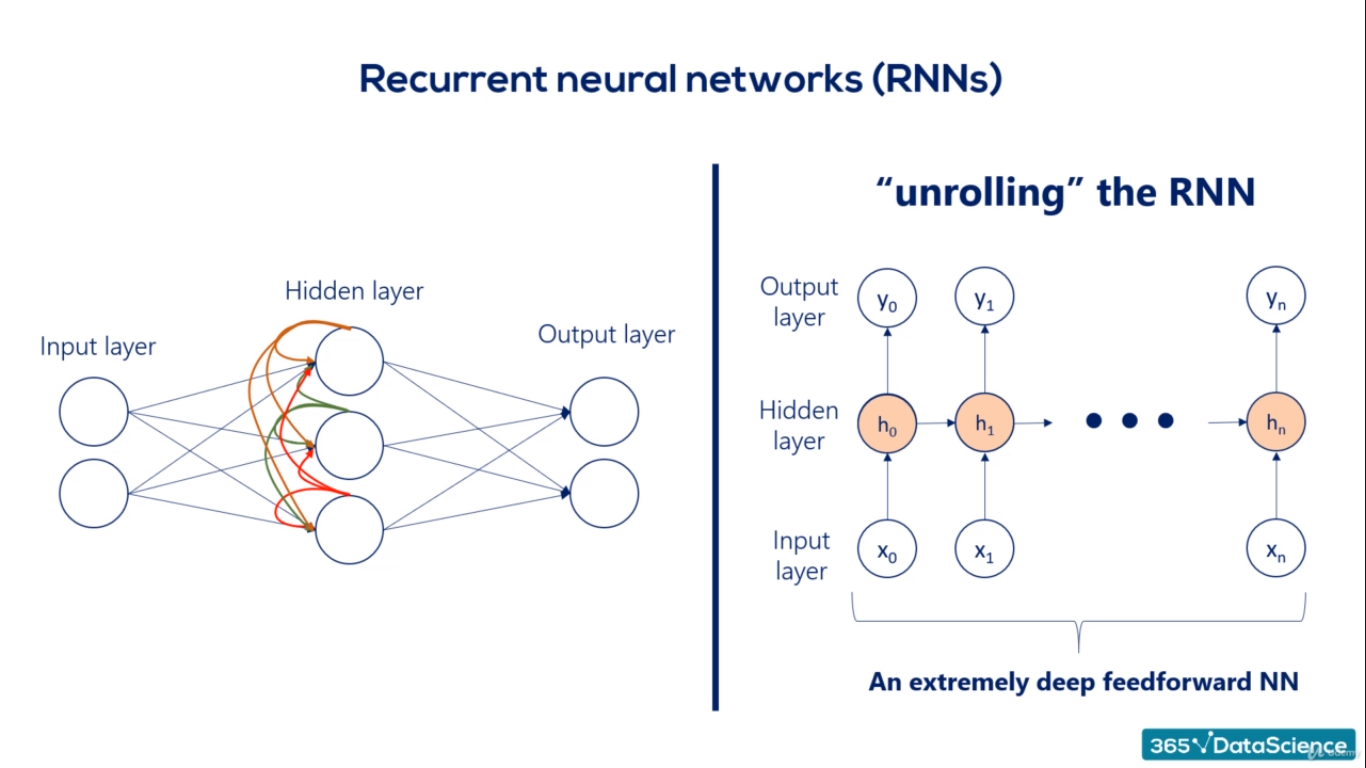 Recurrent neural networks (RNNs)
Hidden layer
Input layer
Output layer
“unrolling” the RNN
Output
layer
y0 y1 yn
Hidden
layer
h0 h1 hn
Input
layer
x0 x1 xn
An extremely deep feedforward NN
365 DataScience
Udemy